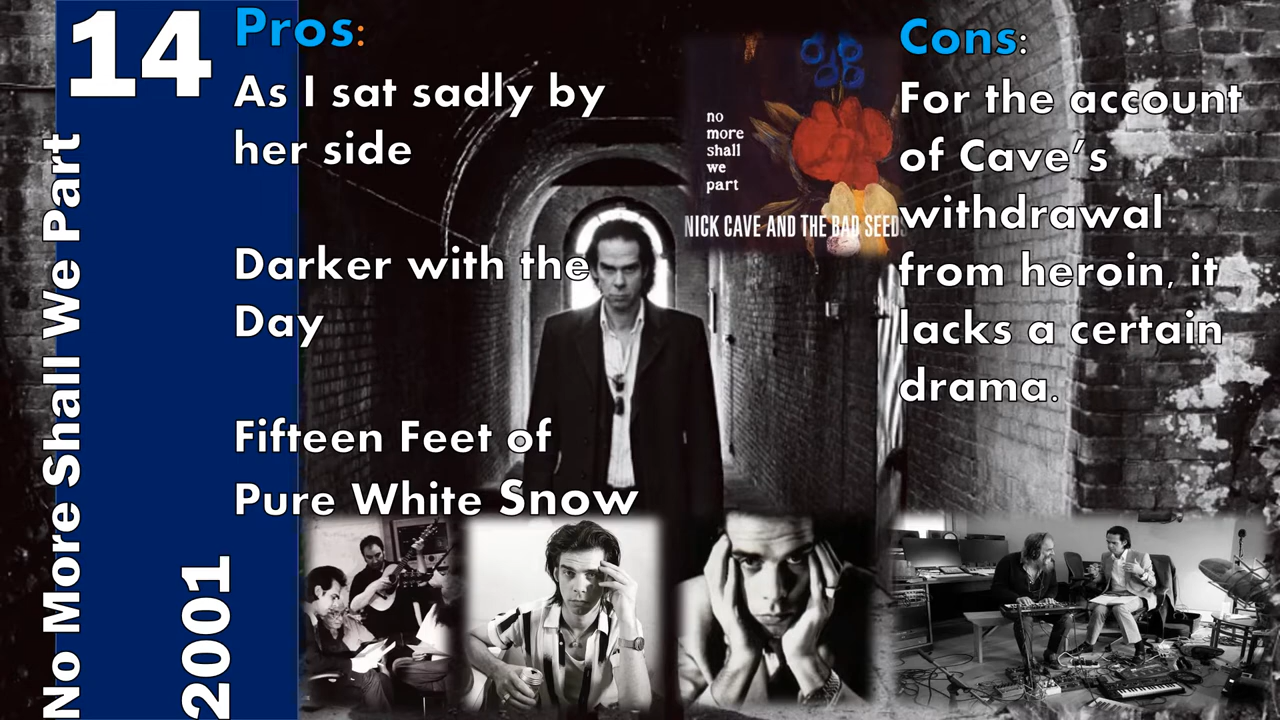 14
No More Shall We Part
2001
Pros:
As I sat sadly by
her side
Darker with the
Day
Fifteen Feet of
Pure White Snow
no
more
shall
we
part
NICK CAVE AND THE BAD SEEDS
Cons:
For the account
of Cave’s
withdrawal
from heroin, it
lacks a certain
drama.